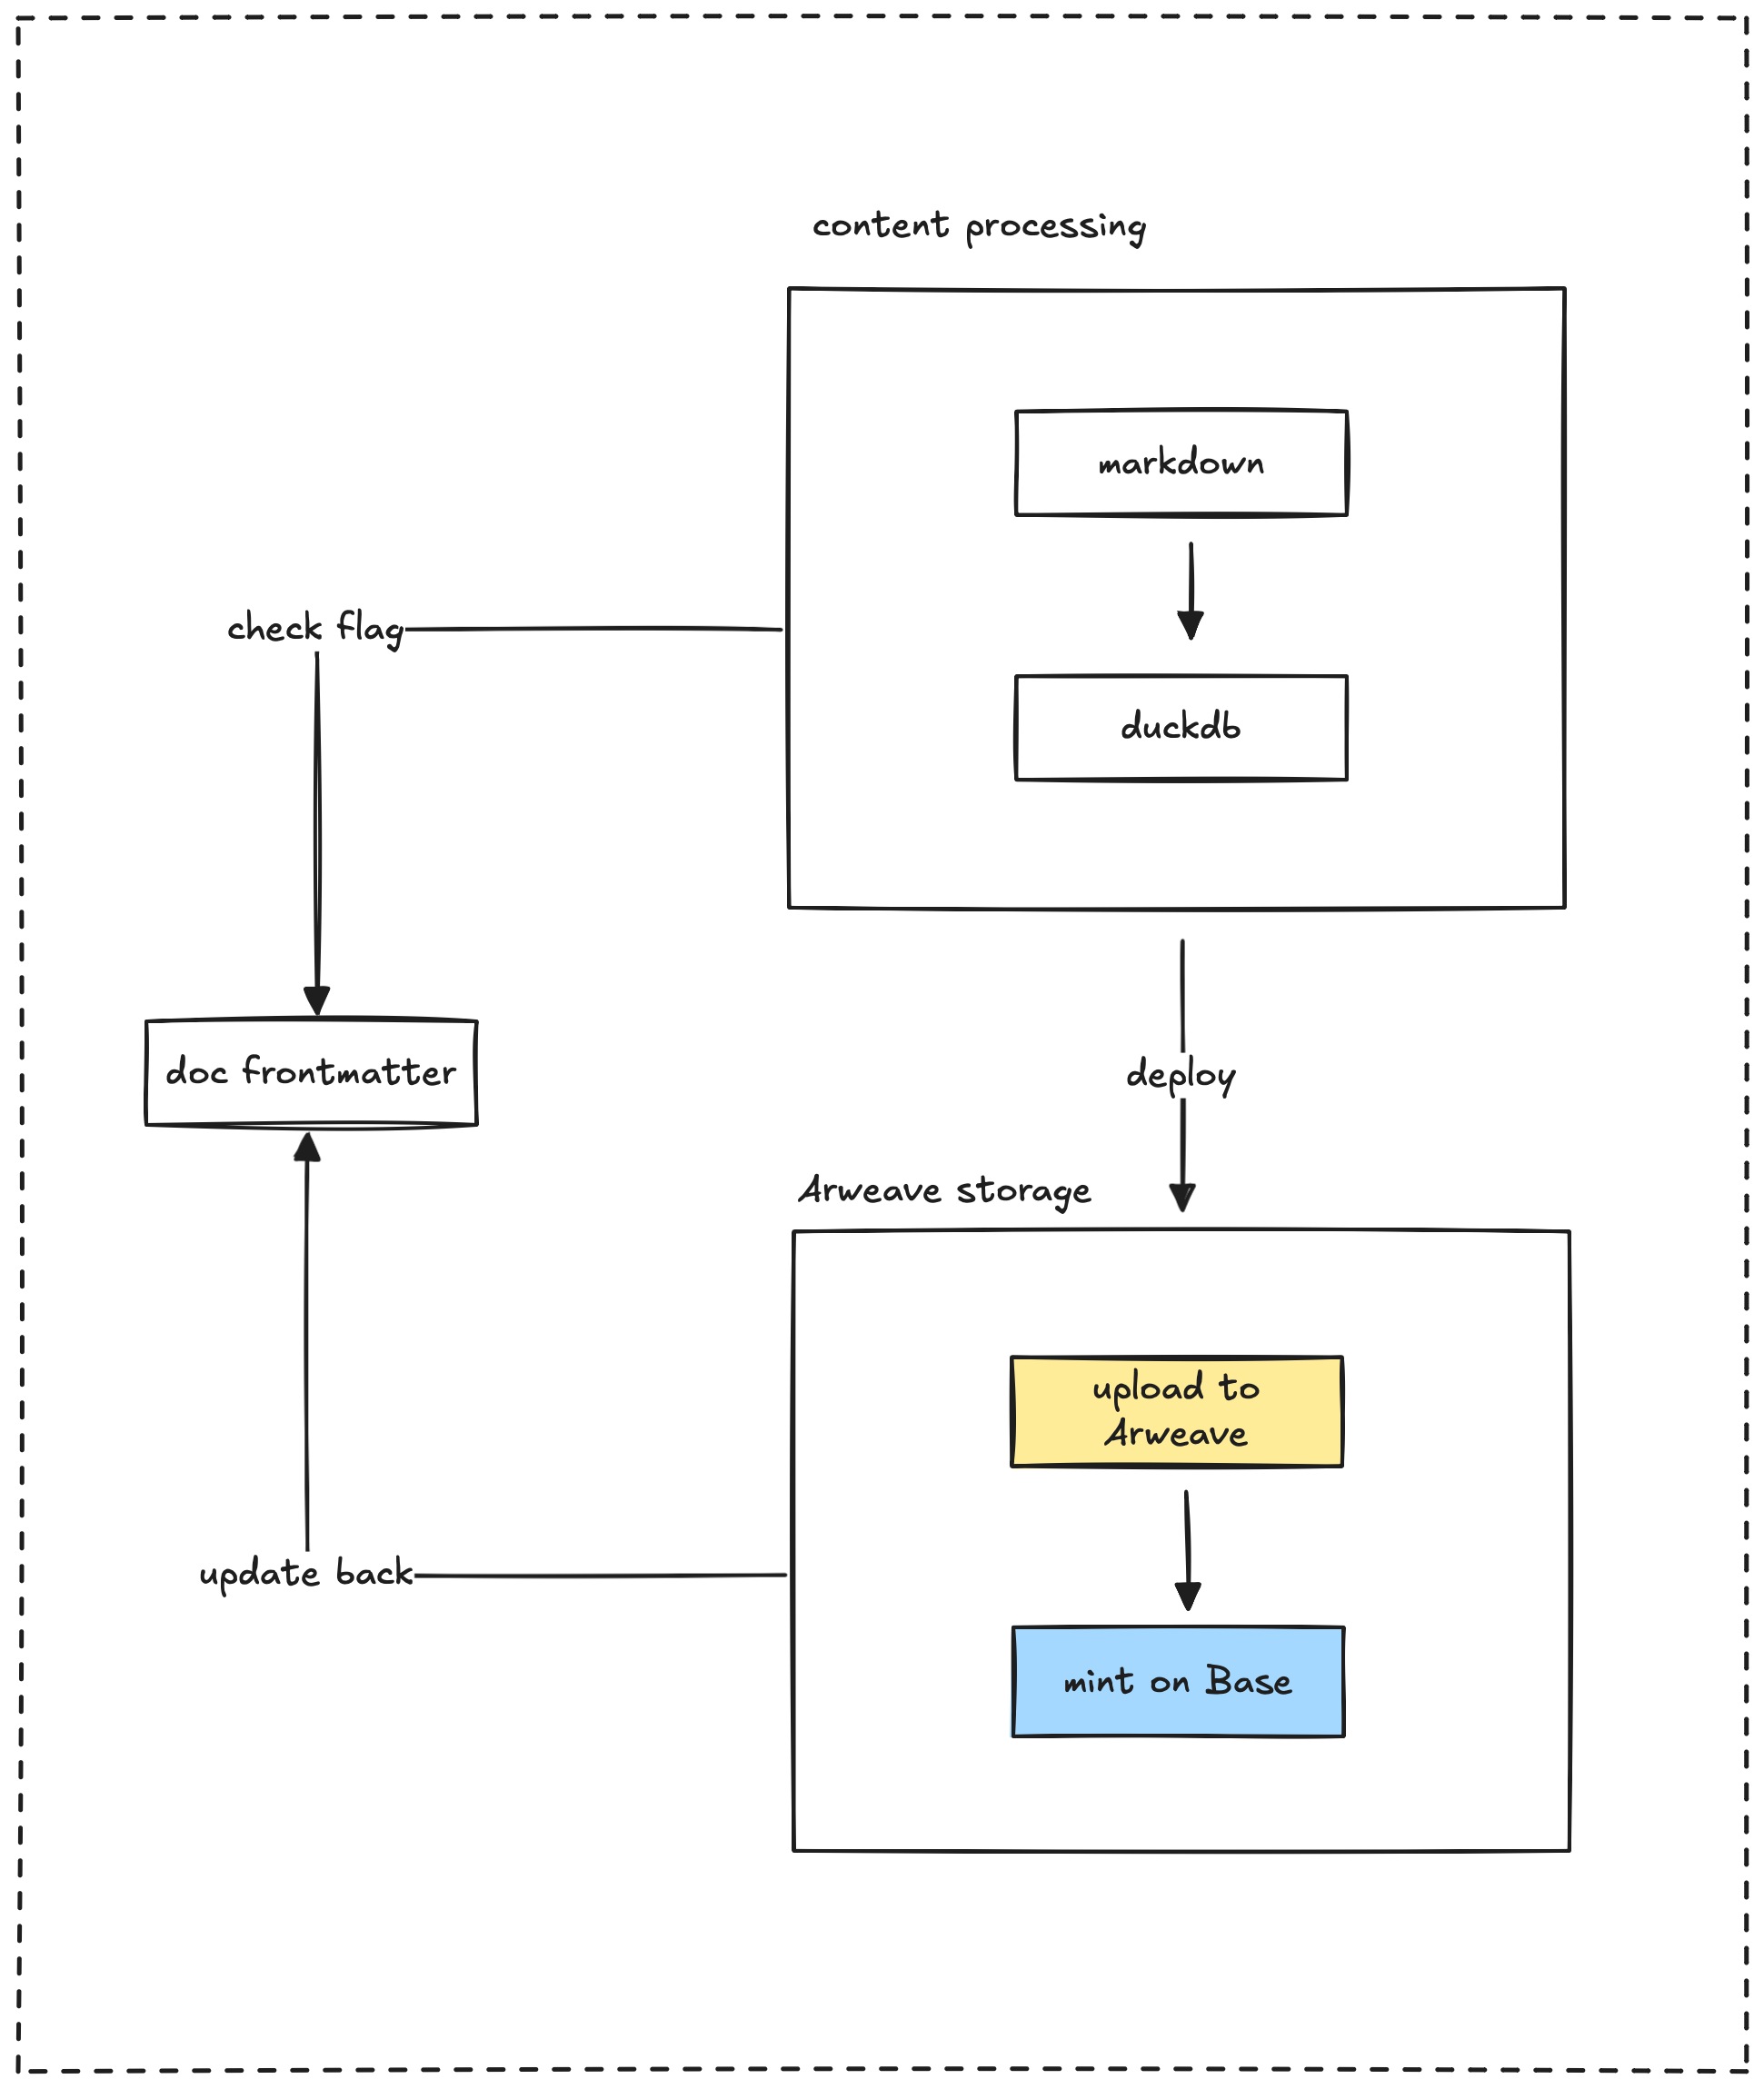 content processing
markdown
check flag
duckdb
doc frontmatter
deploy
Arweave storage
upload to
Arweave
update back
mint on Base